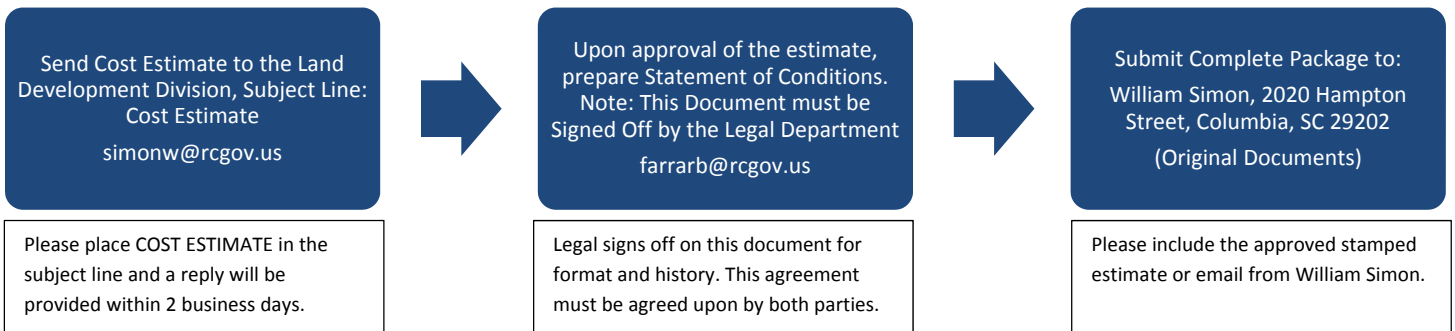 Send Cost Estimate to the Land
Development Division, Subject Line:
Cost Estimate
simonw@rcgov.us
Please place COST ESTIMATE in the
subject line and a reply will be
provided within 2 business days.
Upon approval of the estimate,
prepare Statement of Conditions.
Note: This Document must be
Signed Off by the Legal Department
farrarb@rcgov.us
Legal signs off on this document for
format and history. This agreement
must be agreed upon by both parties.
Submit Complete Package to:
William Simon, 2020 Hampton
Street, Columbia, SC 29202
(Original Documents)
Please include the approved stamped
estimate or email from William Simon.